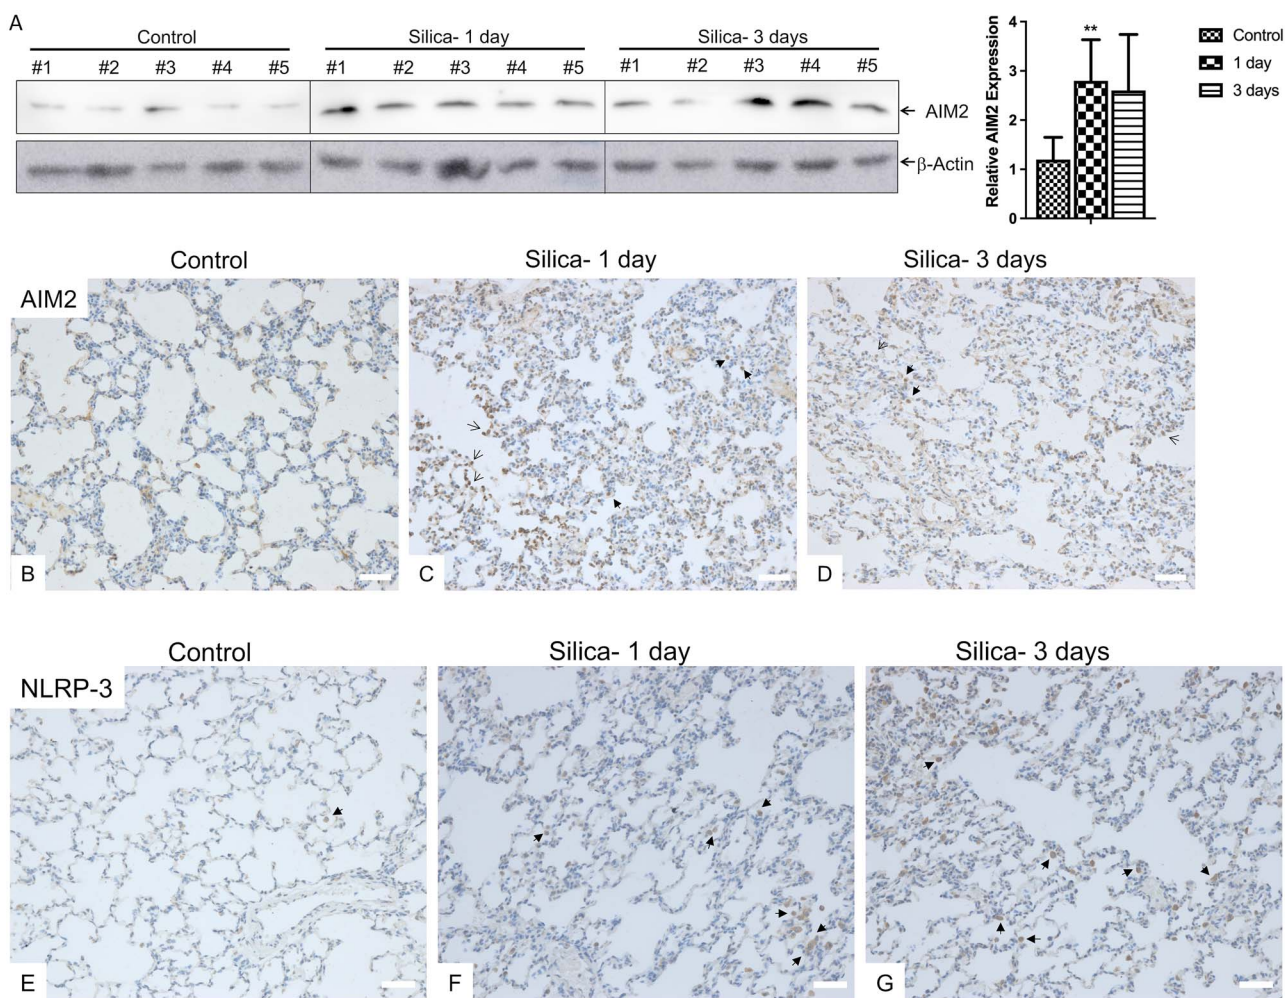 A
Control
Silica- 1 day
Silica- 3 days
#1 #2 #3 #4 #5 #1 #2 #3 #4 #5 #1 #2 #3 #4 #5
AIM2
β-Actin
Relative AIM2 Expression
4
3
2
1
0
**
Control
1 day
3 days
Control
Silica- 1 day
Silica- 3 days
AIM2
B
C
D
Control
Silica- 1 day
Silica- 3 days
NLRP-3
E
F
G